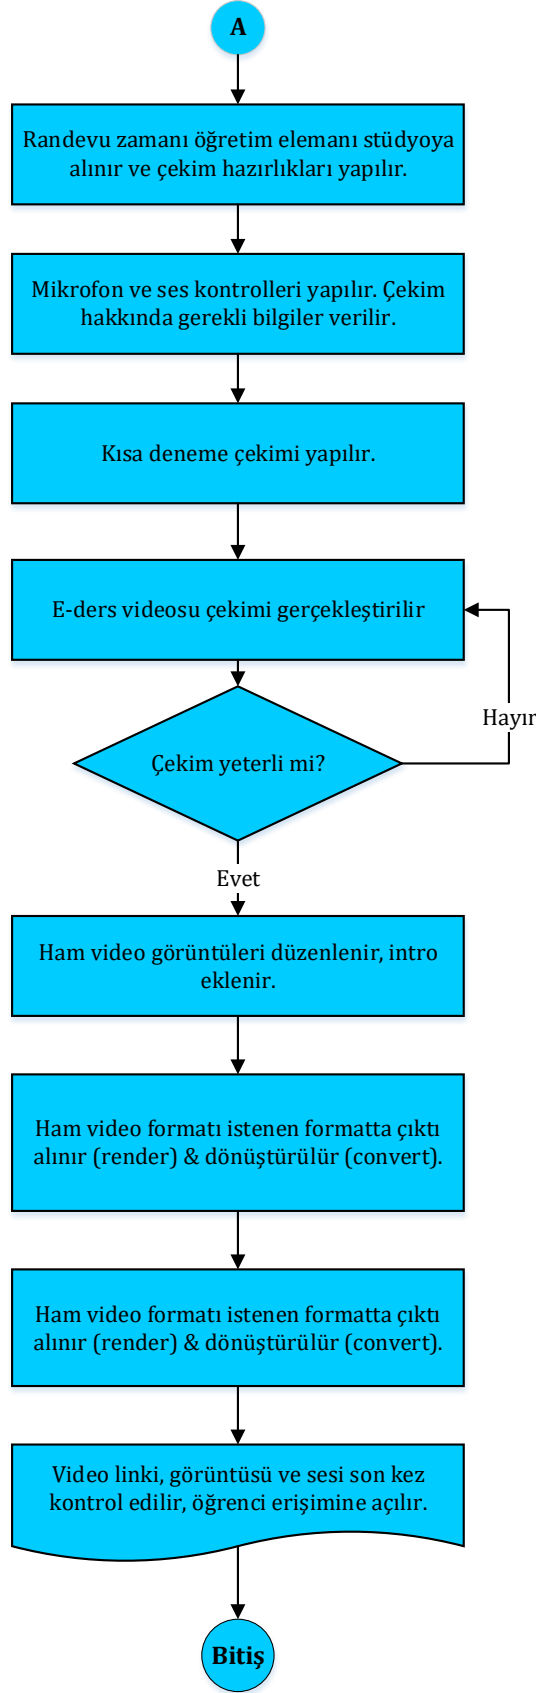 A
Randevu zamanı öğretim elemanı stüdyoya
alınır ve çekim hazırlıkları yapılır.
Mikrofon ve ses kontrolleri yapılır. Çekim
hakkında gerekli bilgiler verilir.
Kısa deneme çekimi yapılır.
E-ders videosu çekimi gerçekleştirilir
Hayır
Çekim yeterli mi?
Evet
Ham video görüntüleri düzenlenir, intro
eklenir.
Ham video formatı istenen formatta çıktı
alınır (render) & dönüştürülür (convert).
Ham video formatı istenen formatta çıktı
alınır (render) & dönüştürülür (convert).
Video linki, görüntüsü ve sesi son kez
kontrol edilir, öğrenci erişimine açılır.
Bitiş